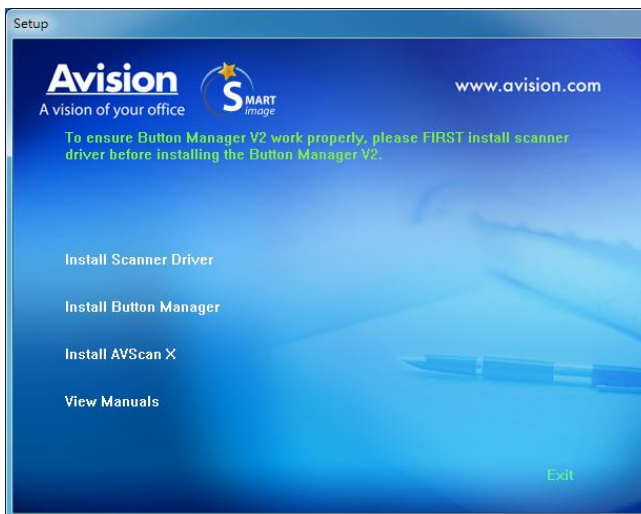 Setup
Avision
A vision of your office
SMART
image
www.avision.com
To ensure Button Manager V2 work properly, please FIRST install scanner
driver before installing the Button Manager V2.
Install Scanner Driver
Install Button Manager
Install AVScan X
View Manuals
Exit